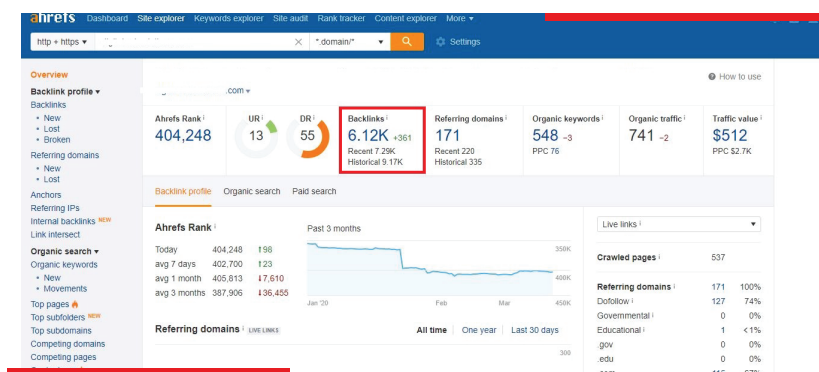 ahrefs Dashboard Site explorer Keywords explorer Site audit Rank tracker Content explorer More ▾
http + https ▾ × *.domain/* ▾ Settings
Overview
How to use
Backlink profile ▾
.com ▾
Backlinks
• New
• Lost
• Broken
Referring domains
• New
• Lost
Anchors
Referring IPs
Internal backlinks NEW
Link intersect
Organic search ▾
Organic keywords
• New
• Movements
Top pages
Top subfolders NEW
Top subdomains
Competing domains
Competing pages
Ahrefs Rank i
404,248
UR i
13
DR i
55
Backlinks i
6.12K +361
Recent 7.29K
Historical 9.17K
Referring domains i
171
Recent 220
Historical 335
Organic keywords i
548 –3
PPC 76
Organic traffic i
741 –2
Traffic value i
$512
PPC $2.7K
Backlink profile Organic search Paid search
Ahrefs Rank i
Today 404,248 ↑98
avg 7 days 402,700 ↑23
avg 1 month 405,813 ↓7,610
avg 3 months 387,906 ↓36,455
Past 3 months
350K
400K
450K
Jan '20 Feb Mar
Referring domains i LIVE LINKS
All time One year Last 30 days
300
Live links i ▾
Crawled pages i 537
Referring domains i 171 100%
Dofollow i 127 74%
Governmental i 0 0%
Educational i 1 <1%
.gov 0 0%
.edu 0 0%